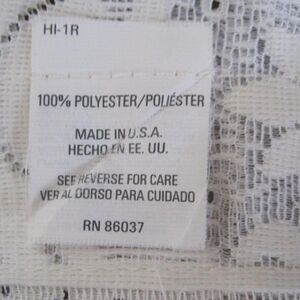 HI-1R
100% POLYESTER/POLIÉSTER
MADE IN U.S.A.
HECHO EN EE. UU.
SEE REVERSE FOR CARE
VER AL DORSO PARA CUIDADO
RN 86037